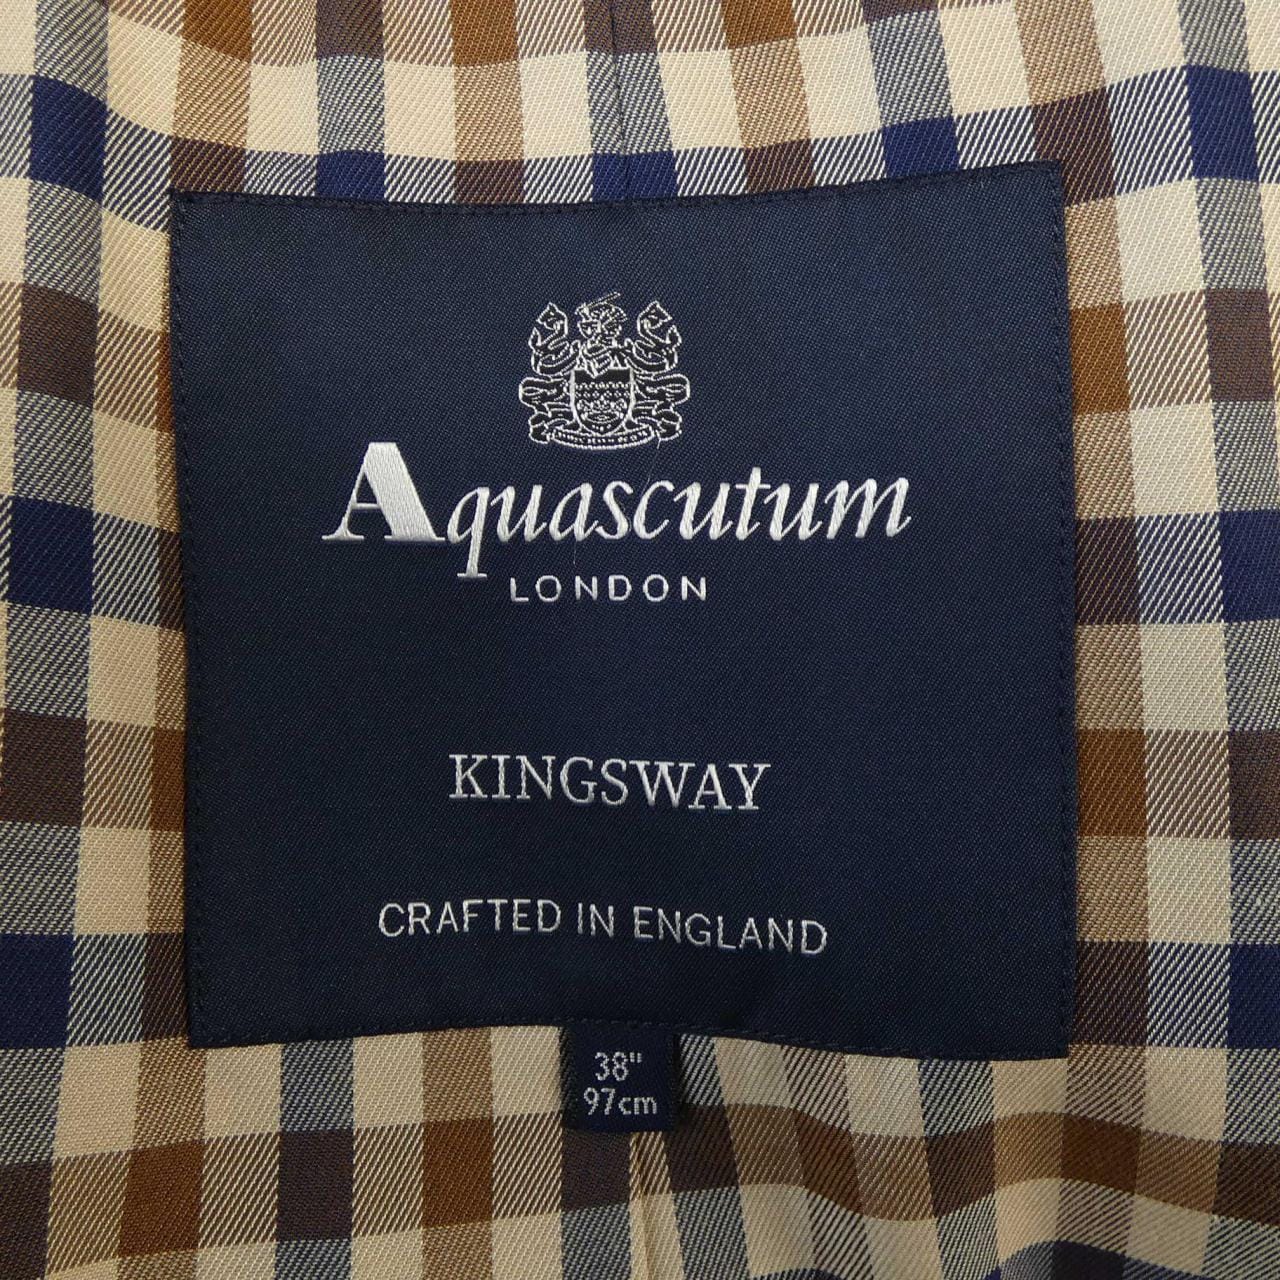 Aquascutum
LONDON
KINGSWAY
CRAFTED IN ENGLAND
38"
97cm